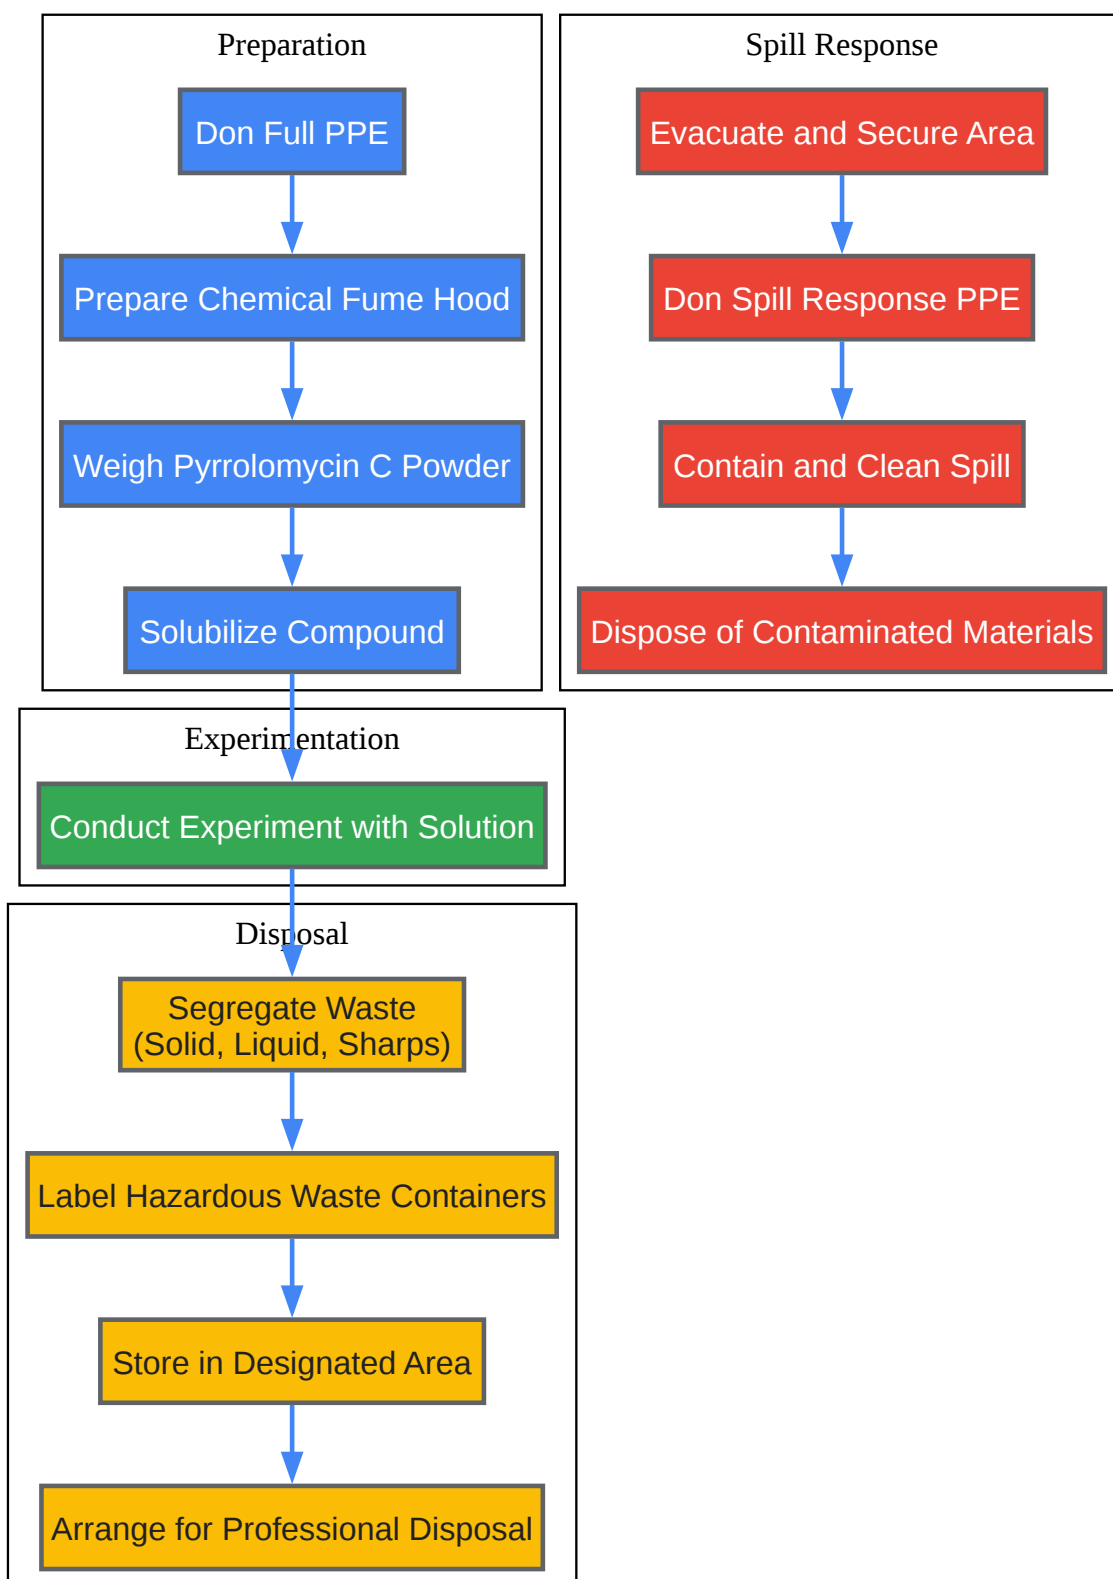 Preparation
Don Full PPE
Prepare Chemical Fume Hood
Weigh Pyrrolomycin C Powder
Solubilize Compound
Spill Response
Evacuate and Secure Area
Don Spill Response PPE
Contain and Clean Spill
Dispose of Contaminated Materials
Experimentation
Conduct Experiment with Solution
Disposal
Segregate Waste
(Solid, Liquid, Sharps)
Label Hazardous Waste Containers
Store in Designated Area
Arrange for Professional Disposal